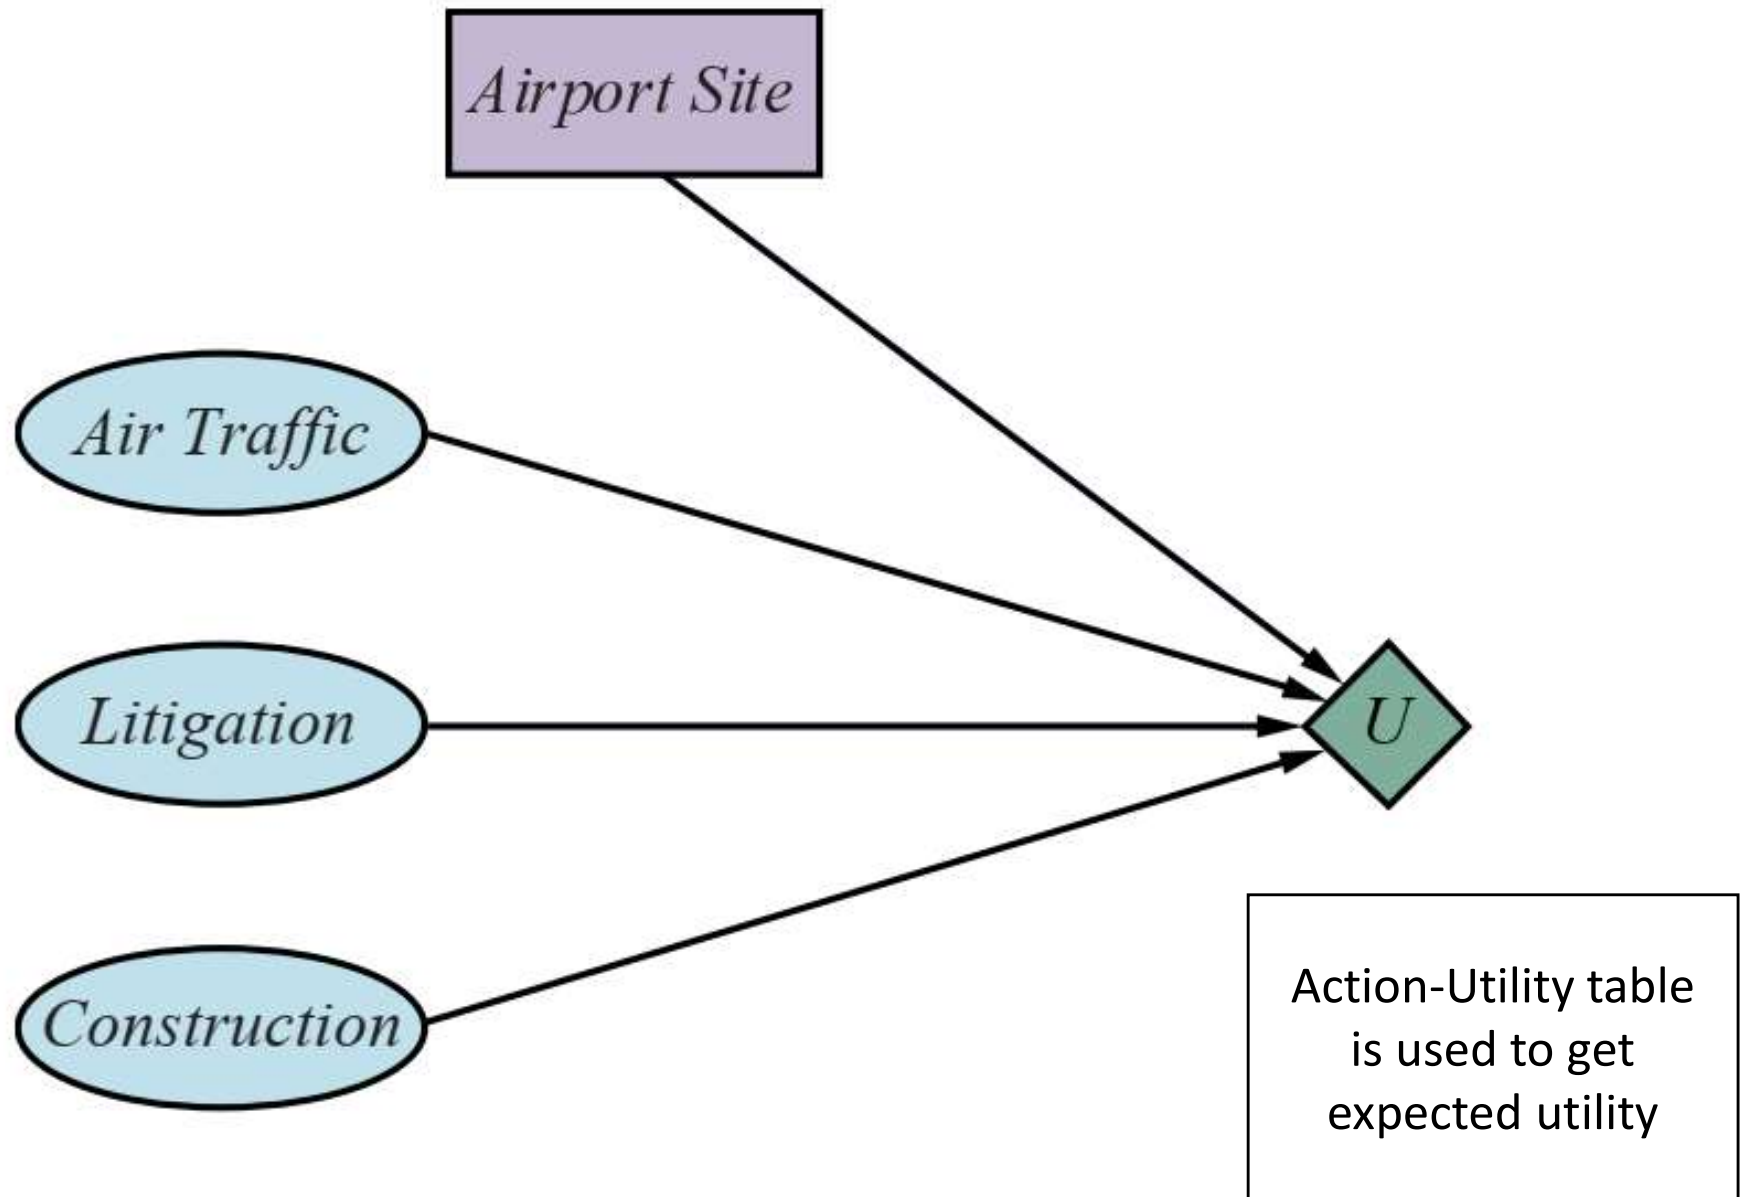 Airport Site
Air Traffic
Litigation
U
Construction
Action-Utility table
is used to get
expected utility